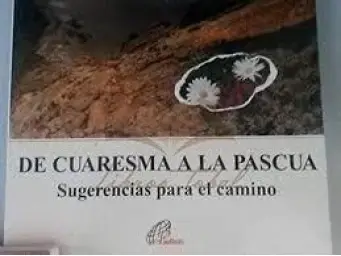 DE CUARESMA A LA PASCUA
Sugerencias para el camino